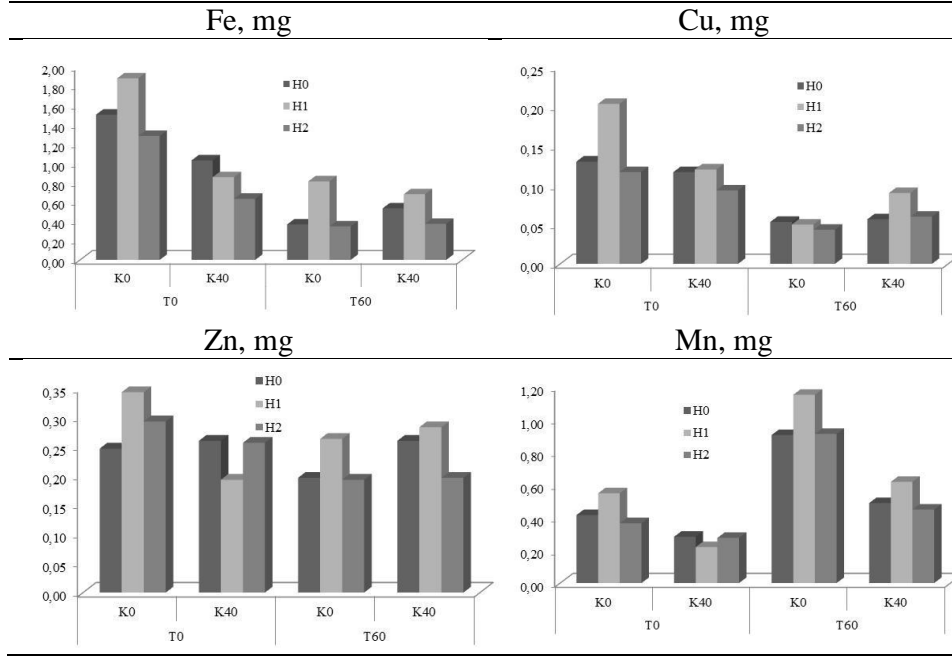 Fe, mg
2,00
1,80
1,60
1,40
1,20
1,00
0,80
0,60
0,40
0,20
0,00
H0
H1
H2
K0 K40 K0 K40
T0 T60
Cu, mg
0,25
0,20
0,15
0,10
0,05
0,00
H0
H1
H2
K0 K40 K0 K40
T0 T60
Zn, mg
0,35
0,30
0,25
0,20
0,15
0,10
0,05
0,00
H0
H1
H2
K0 K40 K0 K40
T0 T60
Mn, mg
1,20
1,00
0,80
0,60
0,40
0,20
0,00
H0
H1
H2
K0 K40 K0 K40
T0 T60